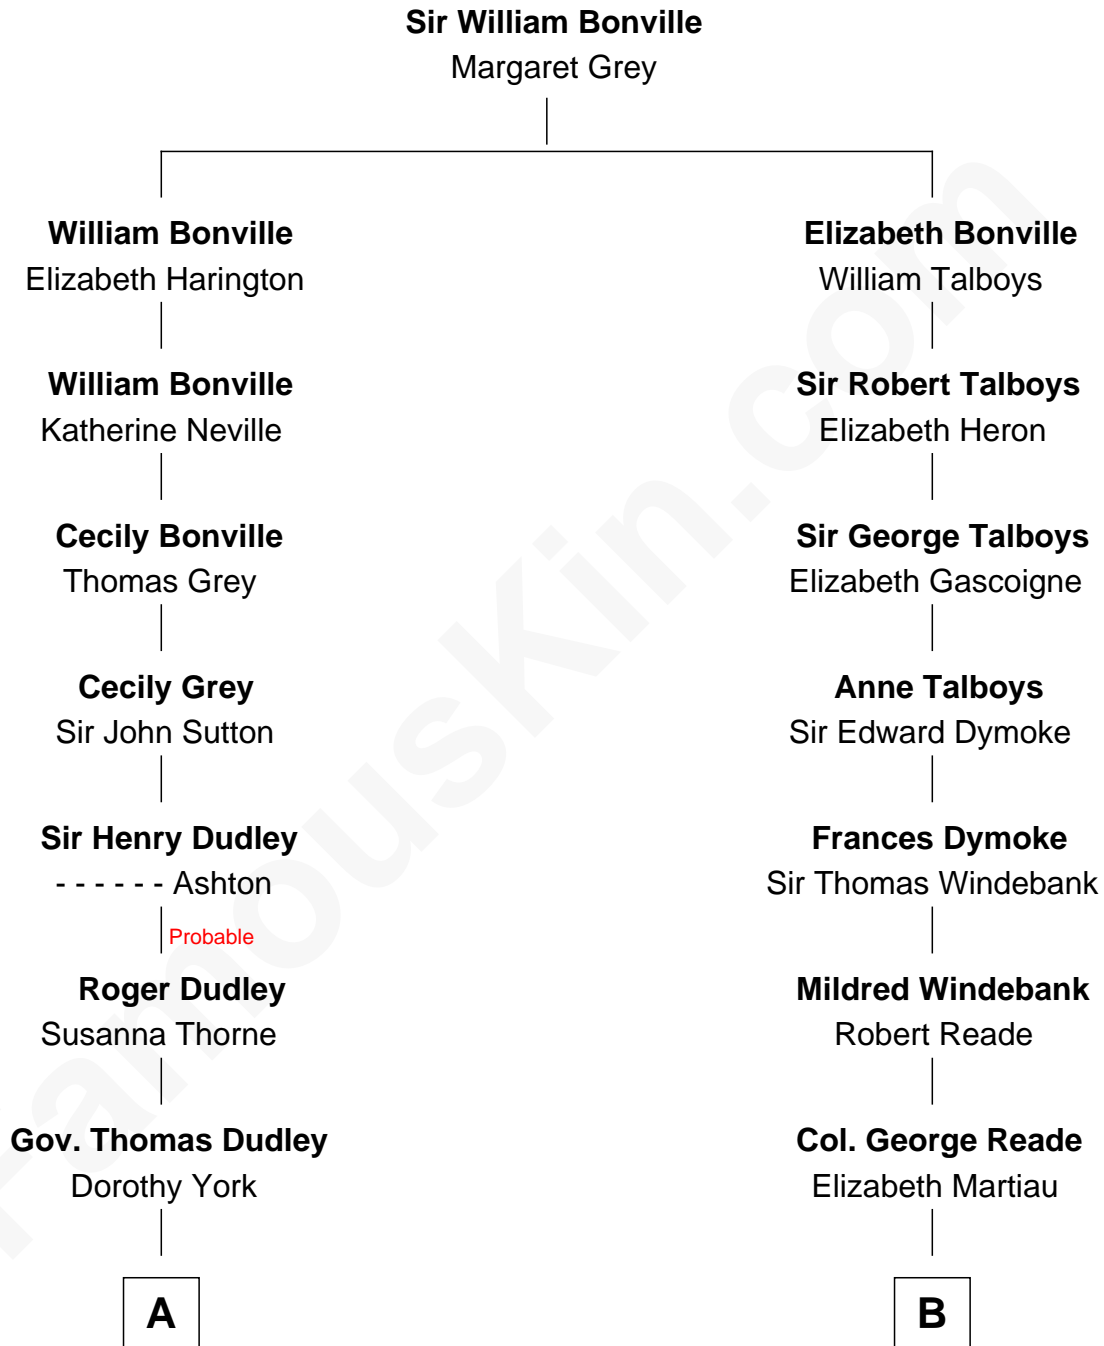 Sir William Bonville
Margaret Grey
William Bonville
Elizabeth Harington
Elizabeth Bonville
William Talboys
William Bonville
Katherine Neville
Sir Robert Talboys
Elizabeth Heron
Cecily Bonville
Thomas Grey
Sir George Talboys
Elizabeth Gascoigne
Cecily Grey
Sir John Sutton
Anne Talboys
Sir Edward Dymoke
Sir Henry Dudley
- - - - - - Ashton
Probable
Frances Dymoke
Sir Thomas Windebank
Roger Dudley
Susanna Thorne
Mildred Windebank
Robert Reade
Gov. Thomas Dudley
Dorothy York
Col. George Reade
Elizabeth Martiau
A
B
FamousKin.com